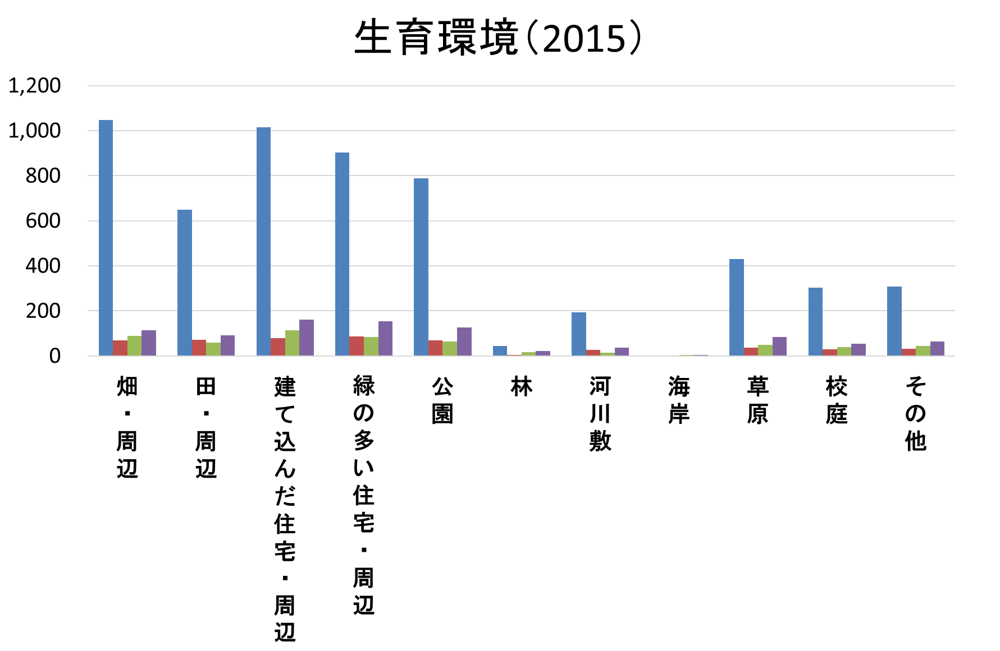 生育環境（2015）
1,200
1,000
800
600
400
200
0
畑・周辺
田・周辺
建て込んだ住宅・周辺
緑の多い住宅・周辺
公園
林
河川敷
海岸
草原
校庭
その他